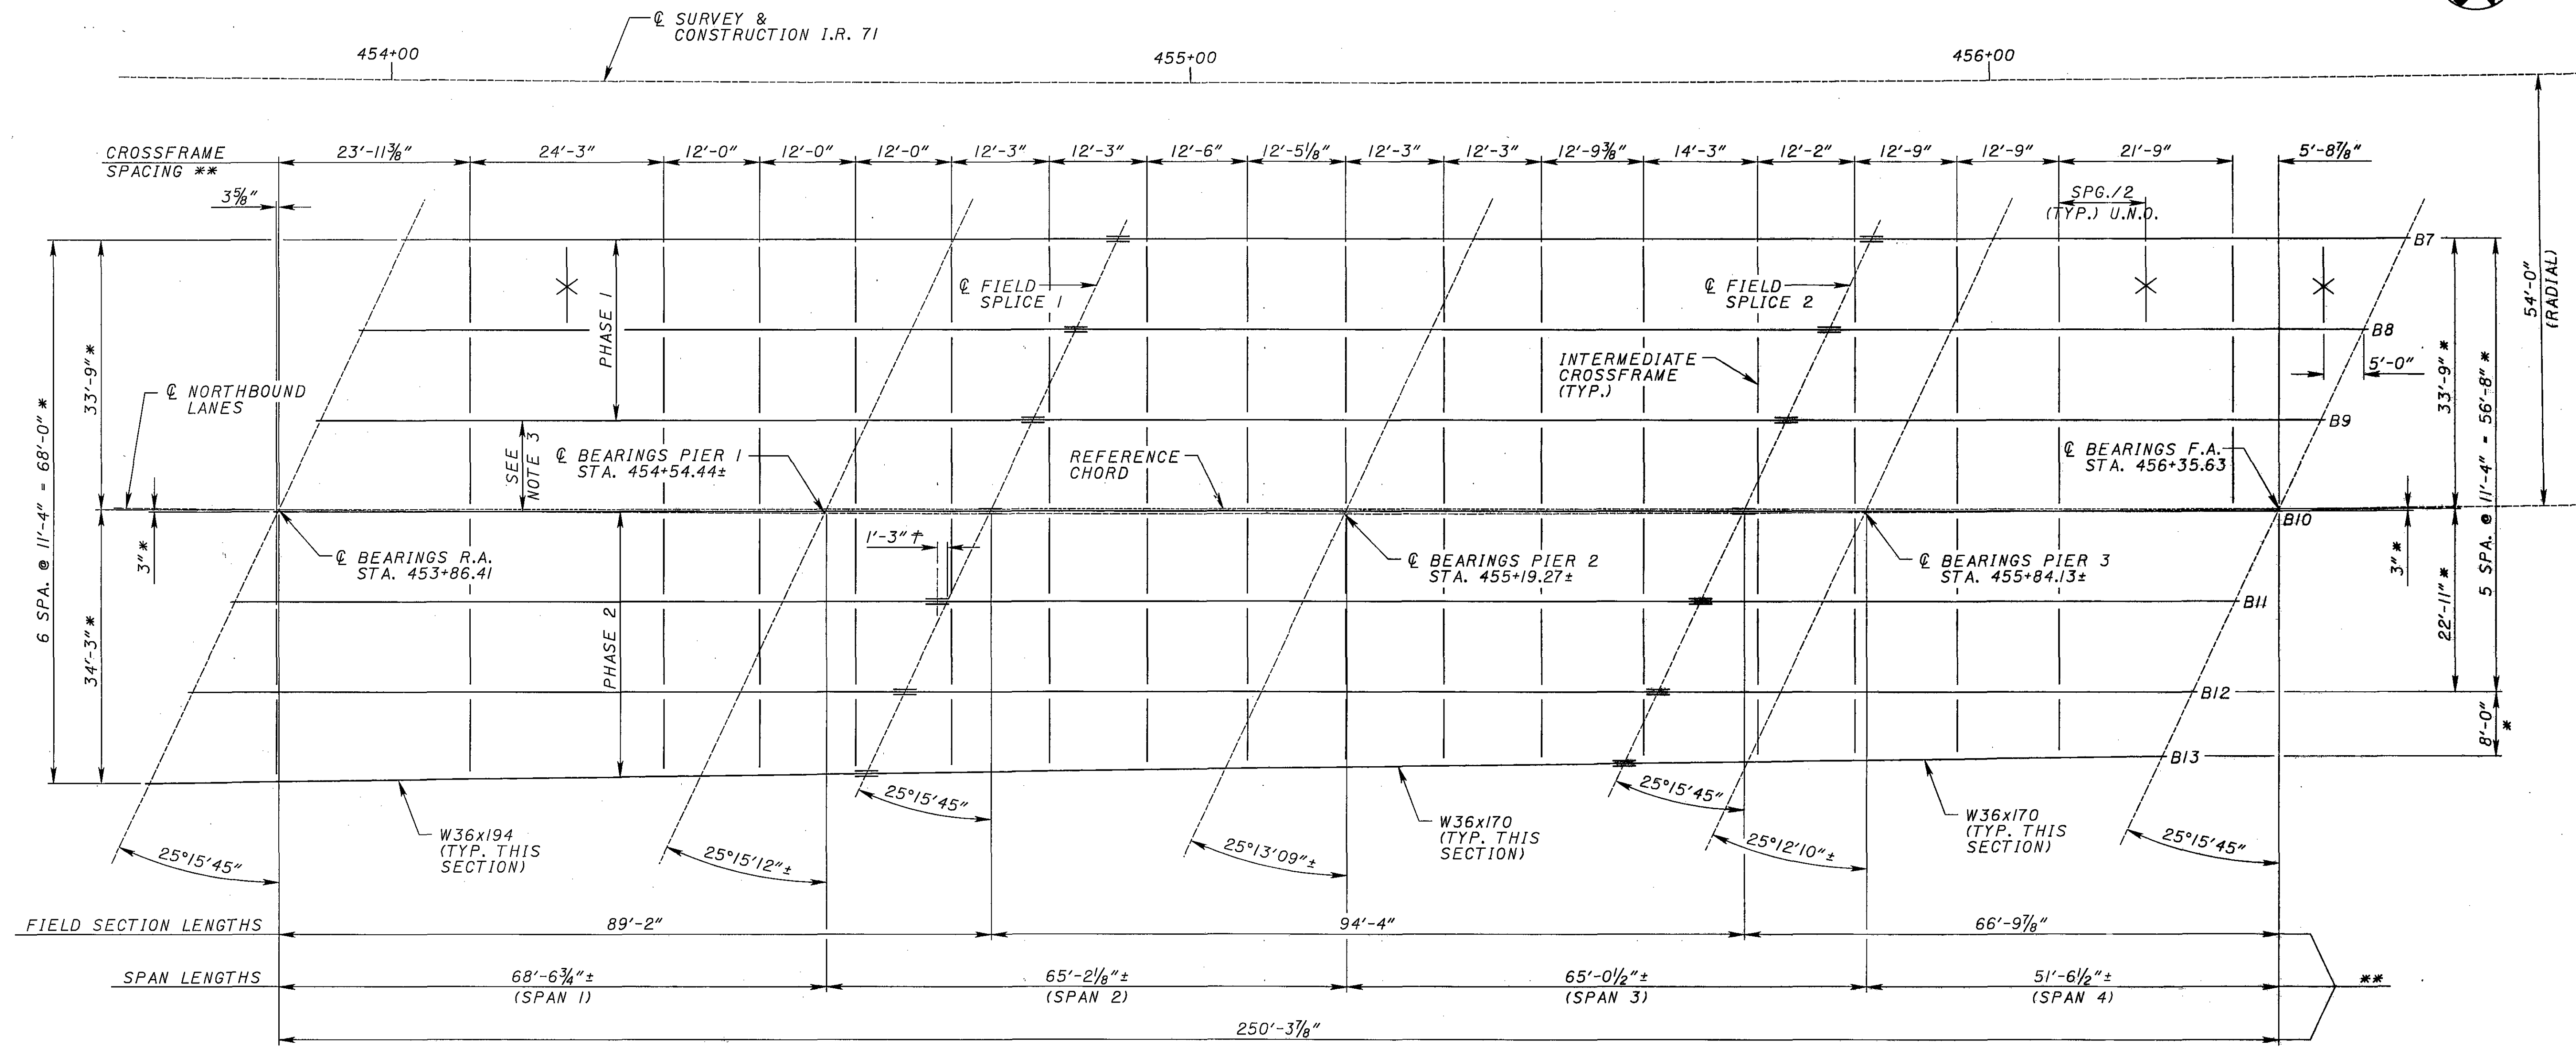 ℄ SURVEY &
CONSTRUCTION I.R. 71
454+00
455+00
456+00
CROSSFRAME
SPACING **
23'-11⅜"
24'-3"
12'-0"
12'-0"
12'-0"
12'-3"
12'-3"
12'-6"
12'-5⅛"
12'-3"
12'-3"
12'-9⅜"
14'-3"
12'-2"
12'-9"
12'-9"
21'-9"
5'-8⅞"
3⅝"
SPG./2
(TYP.) U.N.O.
B7
℄ FIELD
SPLICE 1
℄ FIELD
SPLICE 2
54'-0"
(RADIAL)
PHASE 1
B8
5'-0"
INTERMEDIATE
CROSSFRAME
(TYP.)
33'-9" *
33'-9" *
6 SPA. @ 11'-4" = 68'-0" *
5 SPA. @ 11'-4" = 56'-8" *
℄ NORTHBOUND
LANES
B9
SEE
NOTE 3
℄ BEARINGS PIER 1
STA. 454+54.44±
REFERENCE
CHORD
℄ BEARINGS F.A.
STA. 456+35.63
B10
3" *
3" *
℄ BEARINGS R.A.
STA. 453+86.41
1'-3" †
℄ BEARINGS PIER 2
STA. 455+19.27±
℄ BEARINGS PIER 3
STA. 455+84.13±
B11
34'-3" *
PHASE 2
22'-11" *
B12
8'-0"
*
B13
25°15'45"
25°15'45"
W36x194
(TYP. THIS
SECTION)
W36x170
(TYP. THIS
SECTION)
W36x170
(TYP. THIS
SECTION)
25°15'45"
25°15'12"±
25°13'09"±
25°12'10"±
25°15'45"
FIELD SECTION LENGTHS
89'-2"
94'-4"
66'-9⅞"
SPAN LENGTHS
68'-6¾"±
(SPAN 1)
65'-2⅛"±
(SPAN 2)
65'-0½"±
(SPAN 3)
51'-6½"±
(SPAN 4)
**
250'-3⅞"